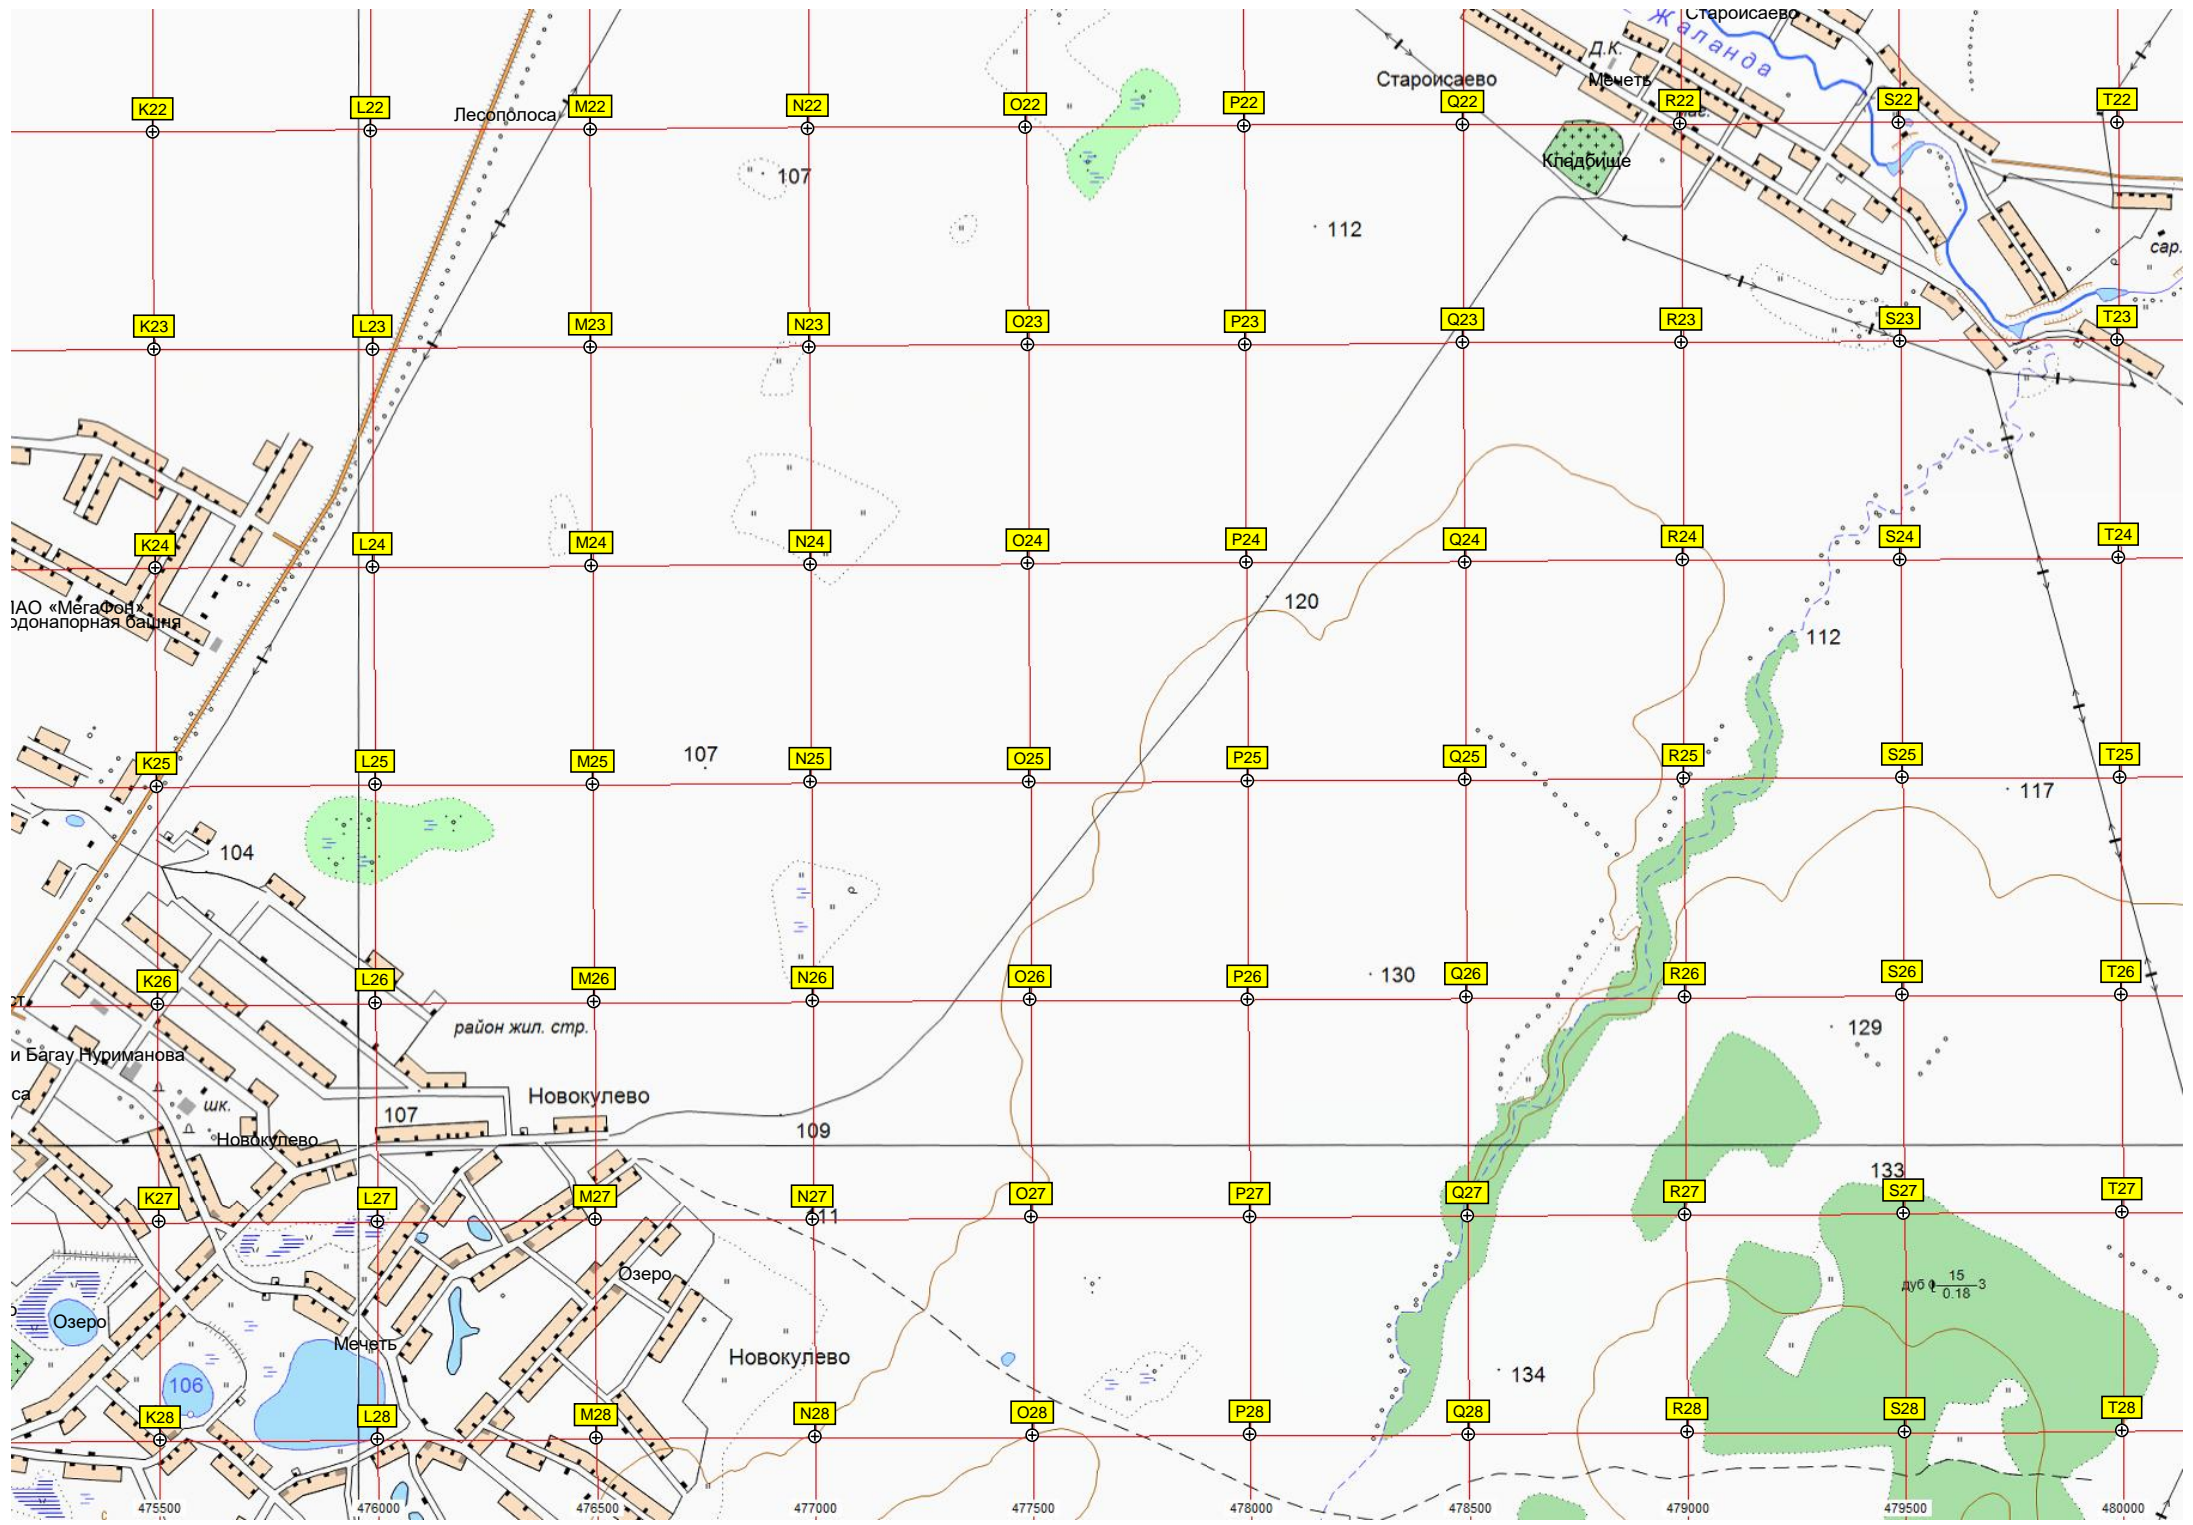 Староисаево
Жаланда
Д.К.
Староисаево
Мечеть
K22
L22
Лесополоса
M22
N22
O22
P22
Q22
R22
S22
T22
Кладбище
107
112
сар.
K23
L23
M23
N23
O23
P23
Q23
R23
S23
T23
K24
L24
M24
N24
O24
P24
Q24
R24
S24
T24
ПАО «МегаФон»
одонапорная башня
120
112
K25
L25
M25
107
N25
O25
P25
Q25
R25
S25
T25
117
104
K26
L26
M26
N26
O26
P26
130
Q26
R26
S26
T26
ст.
район жил. стр.
129
и Багау Нуриманова
са
шк.
107
Новокулево
Новокулево
109
133
K27
L27
M27
N27
O27
P27
Q27
R27
S27
T27
111
Озеро
дуб 15
0.18 3
Озеро
Мечеть
Новокулево
106
134
K28
L28
M28
N28
O28
P28
Q28
R28
S28
T28
475500
476000
476500
477000
477500
478000
478500
479000
479500
480000